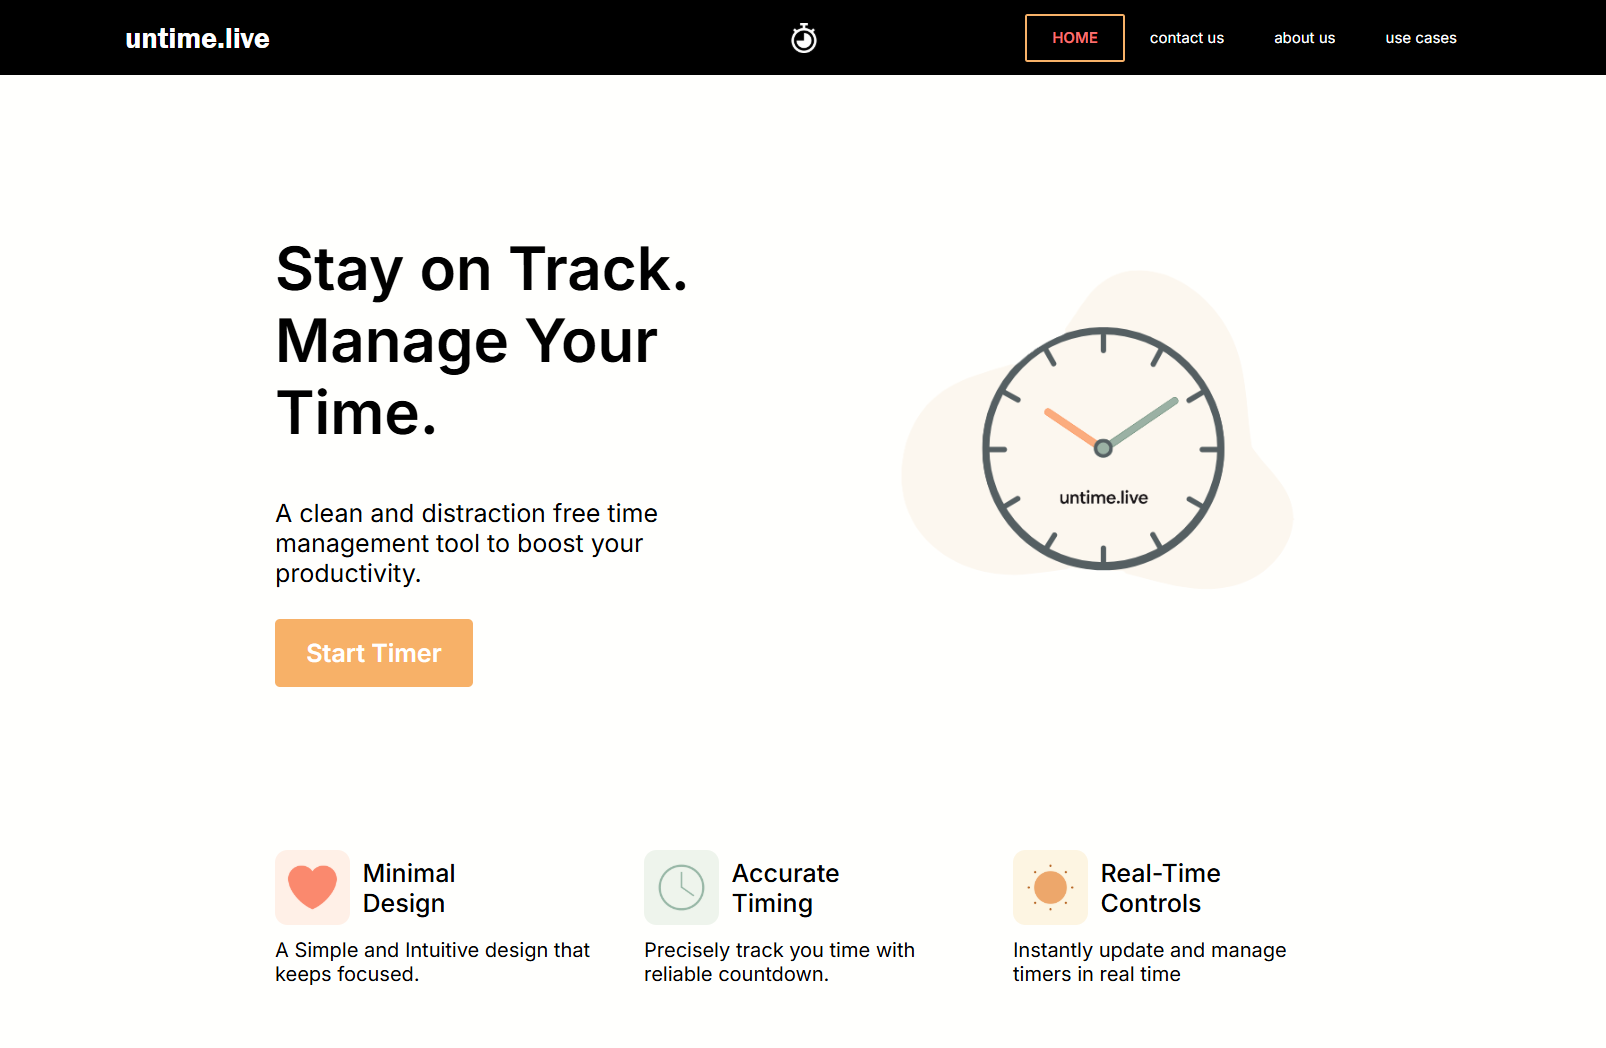 untime.live
HOME
contact us
about us
use cases
Stay on Track.
Manage Your
Time.
A clean and distraction free time
management tool to boost your
productivity.
Start Timer
untime.live
Minimal
Design
A Simple and Intuitive design that
keeps focused.
Accurate
Timing
Precisely track you time with
reliable countdown.
Real-Time
Controls
Instantly update and manage
timers in real time